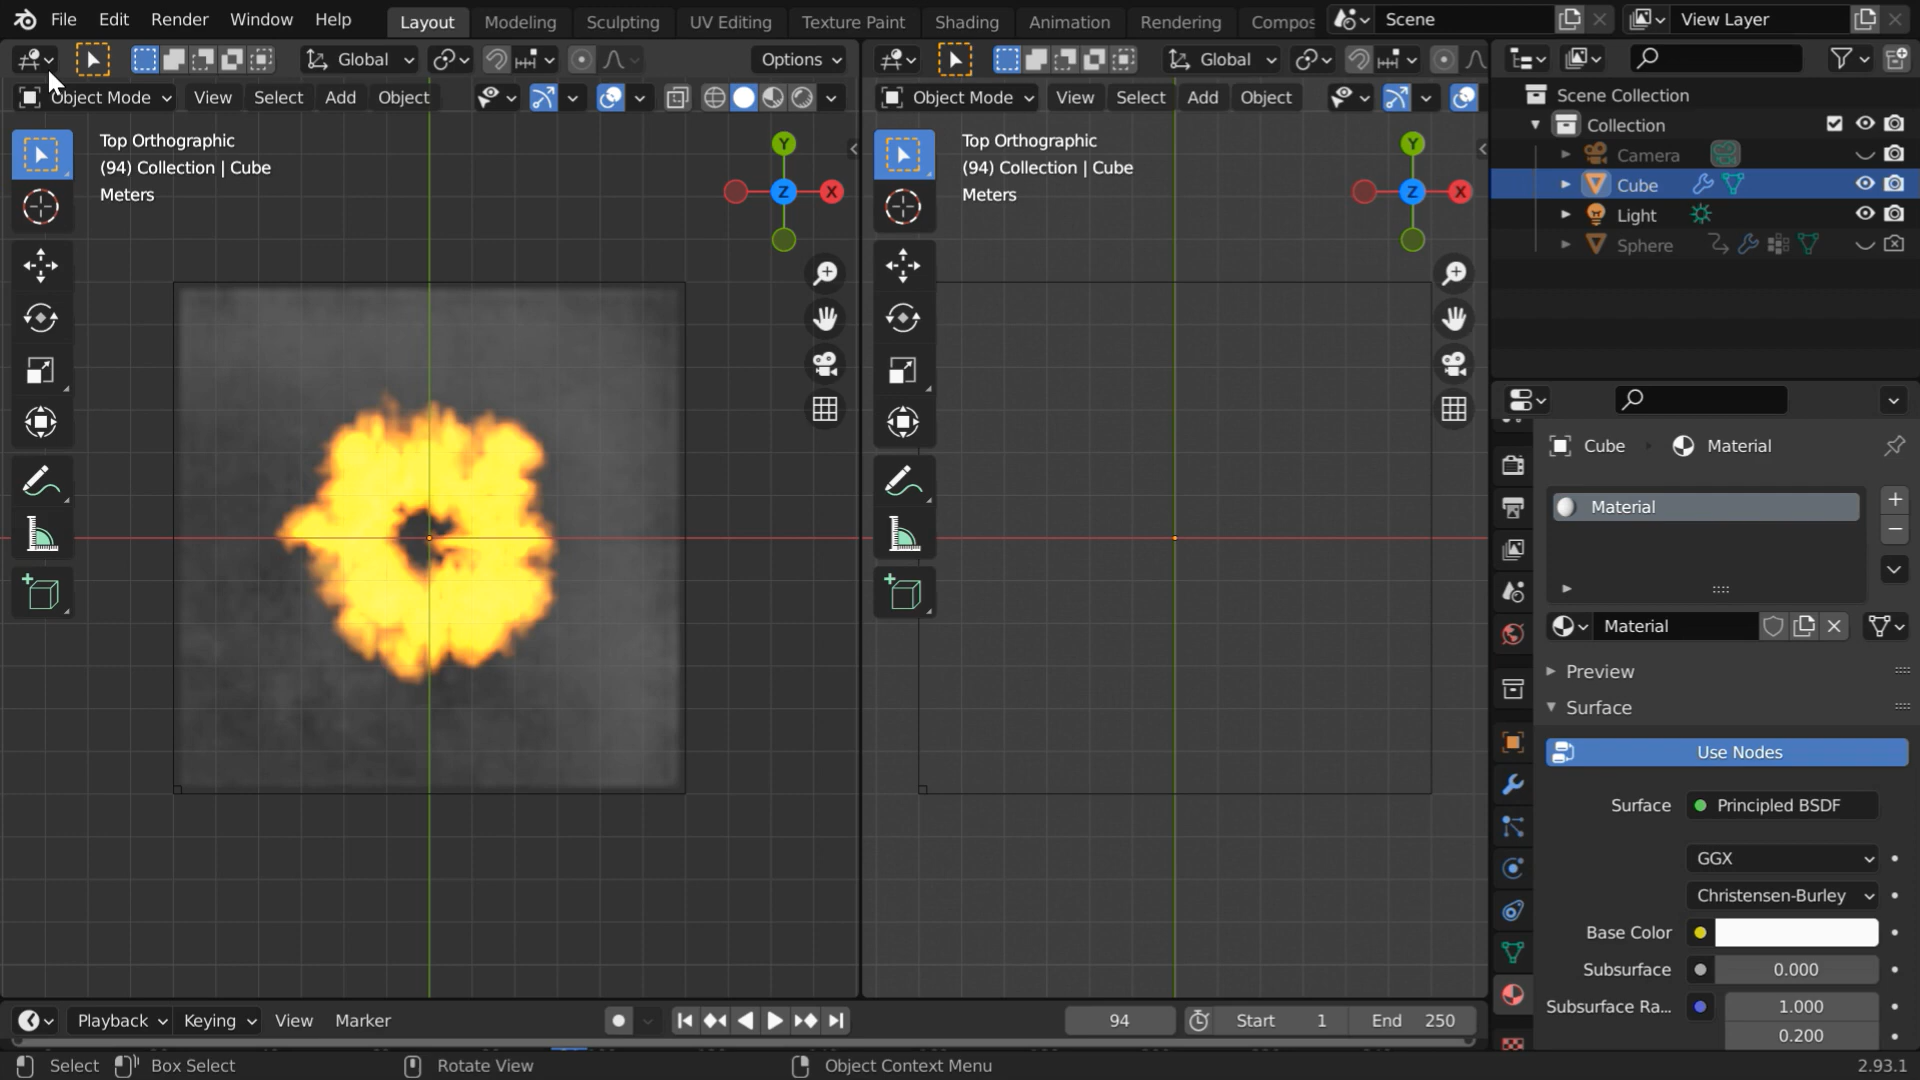 File Edit Render Window Help Layout Modeling Sculpting UV Editing Texture Paint Shading Animation Rendering Compos Scene View Layer
Global Options
Global
Object Mode View Select Add Object
Object Mode View Select Add Object
Top Orthographic
(94) Collection | Cube
Meters
Y
Z
X
Top Orthographic
(94) Collection | Cube
Meters
Y
Z
X
Scene Collection
Collection
Camera
Cube
Light
Sphere
Cube Material
Material
Material
Preview
Surface
Use Nodes
Surface Principled BSDF
GGX
Christensen-Burley
Base Color
Subsurface 0.000
Subsurface Ra... 1.000
0.200
Playback Keying View Marker 94 Start 1 End 250
Select Box Select Rotate View Object Context Menu 2.93.1